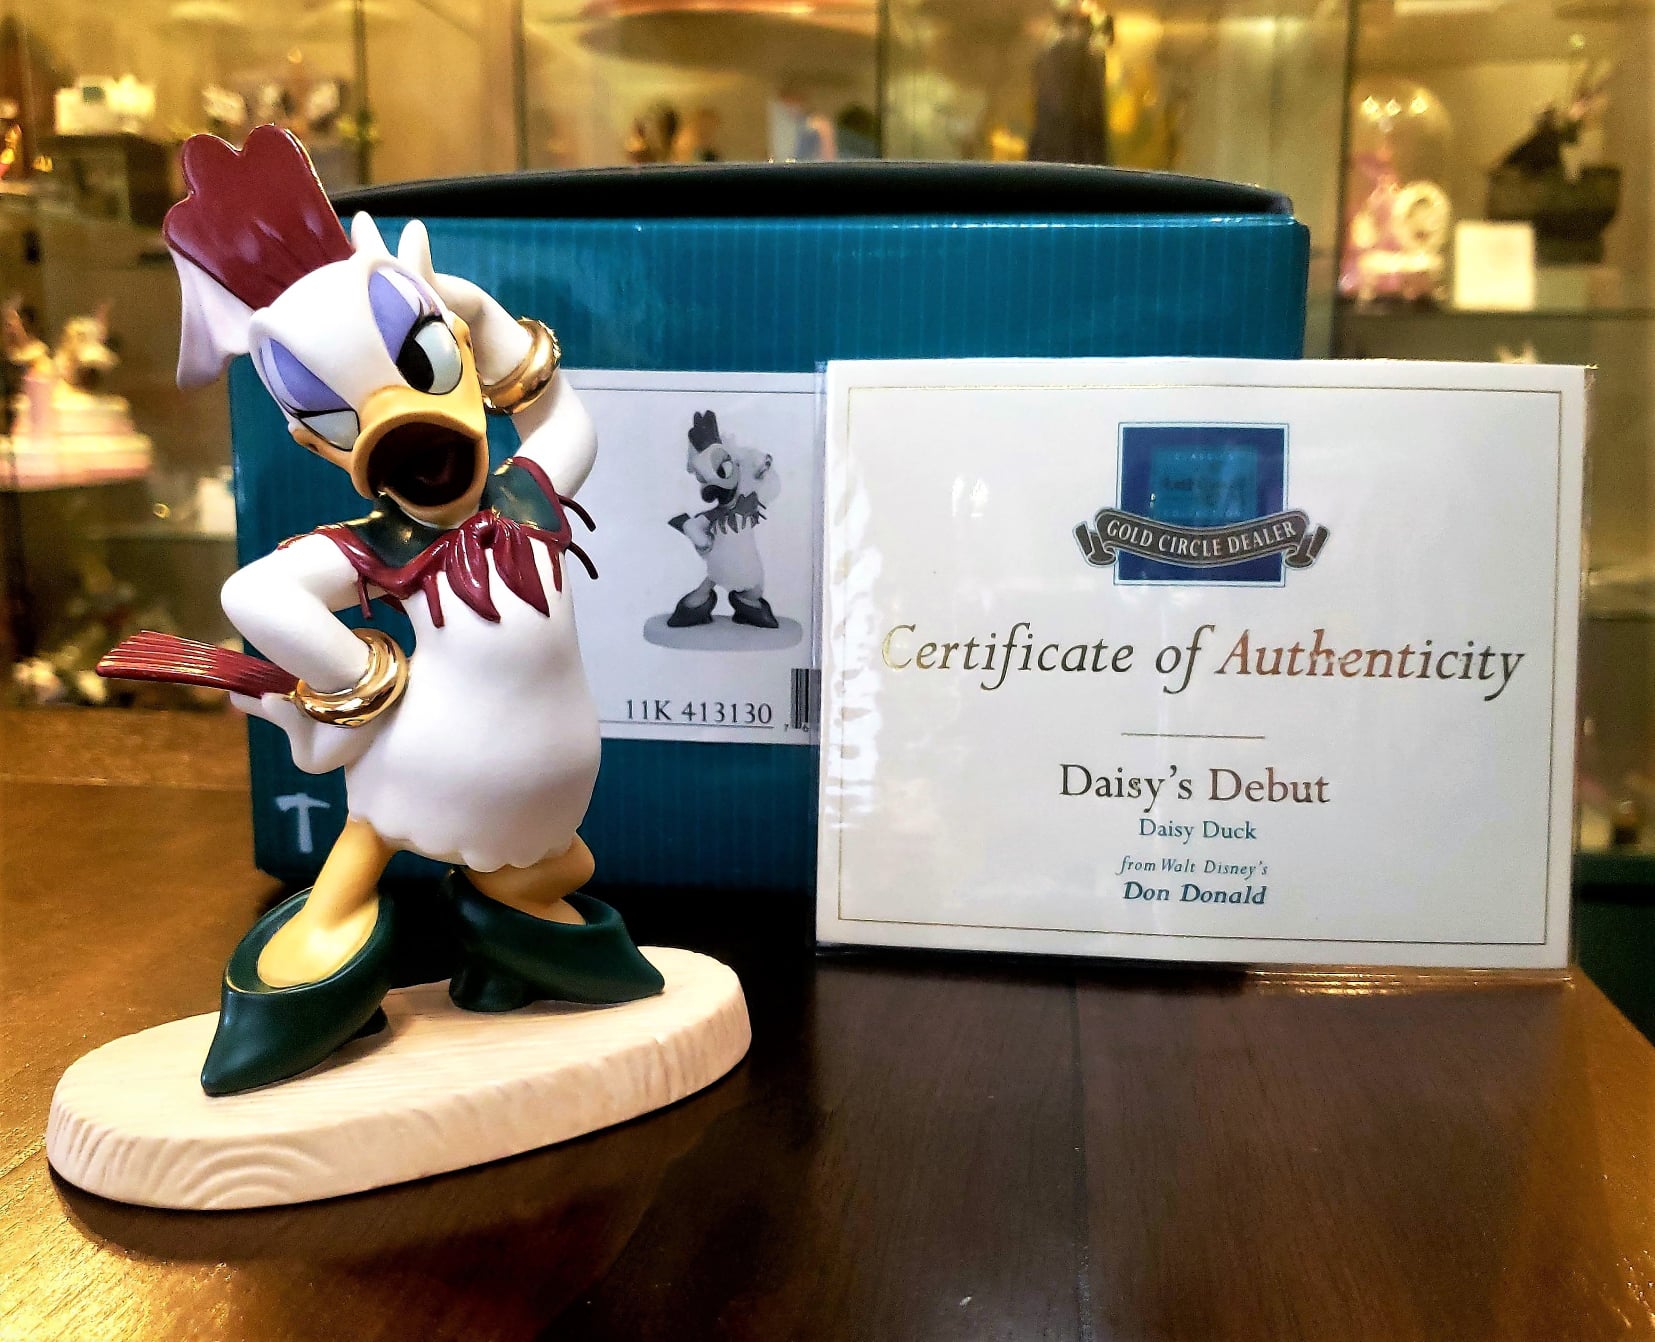 GOLD CIRCLE DEALER
Certificate of Authenticity
Daisy's Debut
Daisy Duck
from Walt Disney's
Don Donald
11K 413130